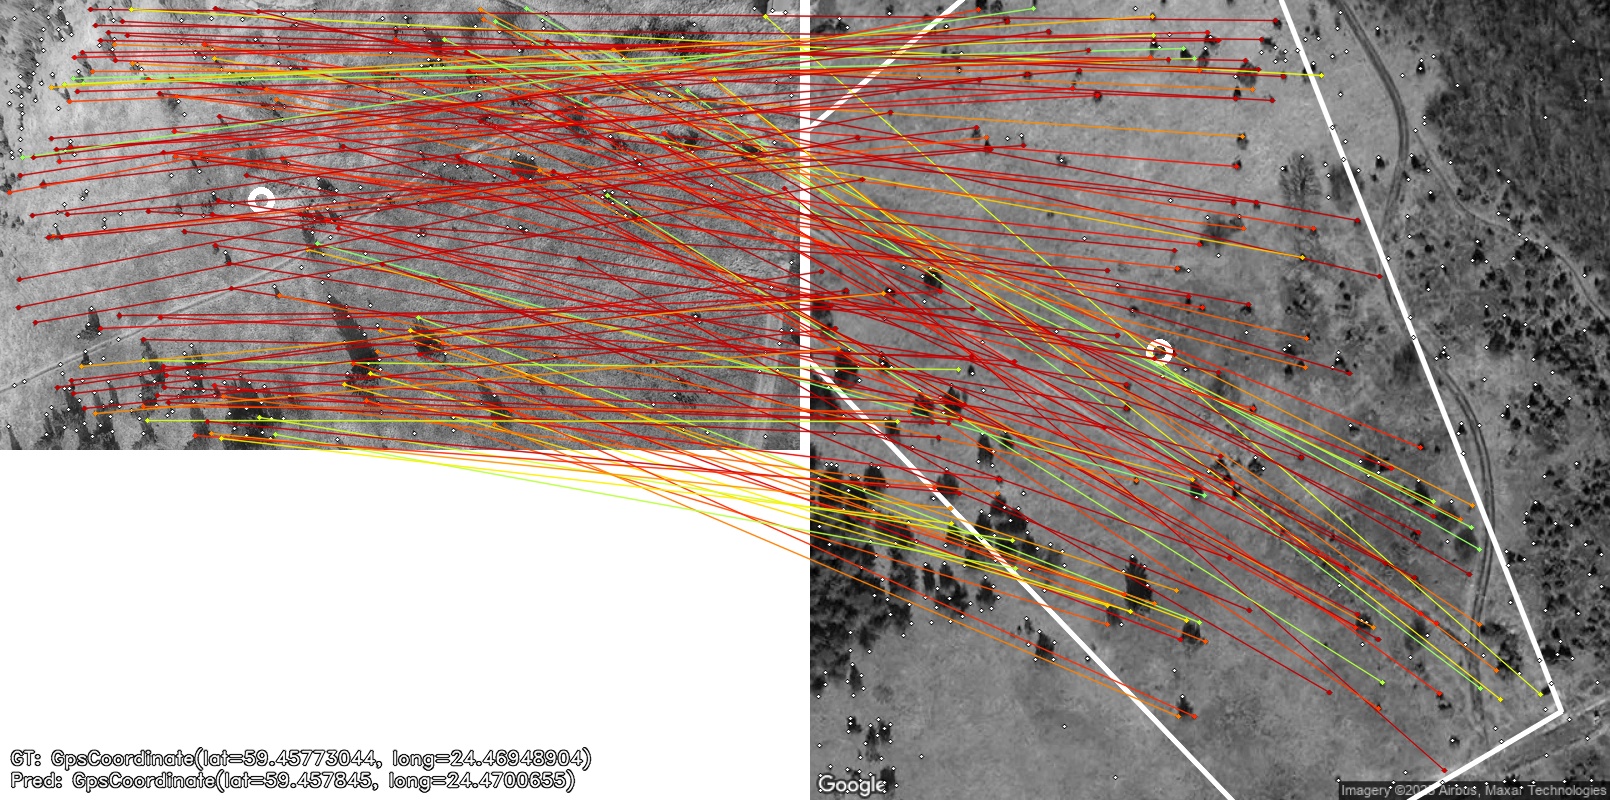 GT: GpsCoordinate(lat=59.45773044, long=24.46948904)
Pred: GpsCoordinate(lat=59.457845, long=24.4700655)
Google
Imagery ©2023 Airbus, Maxar Technologies